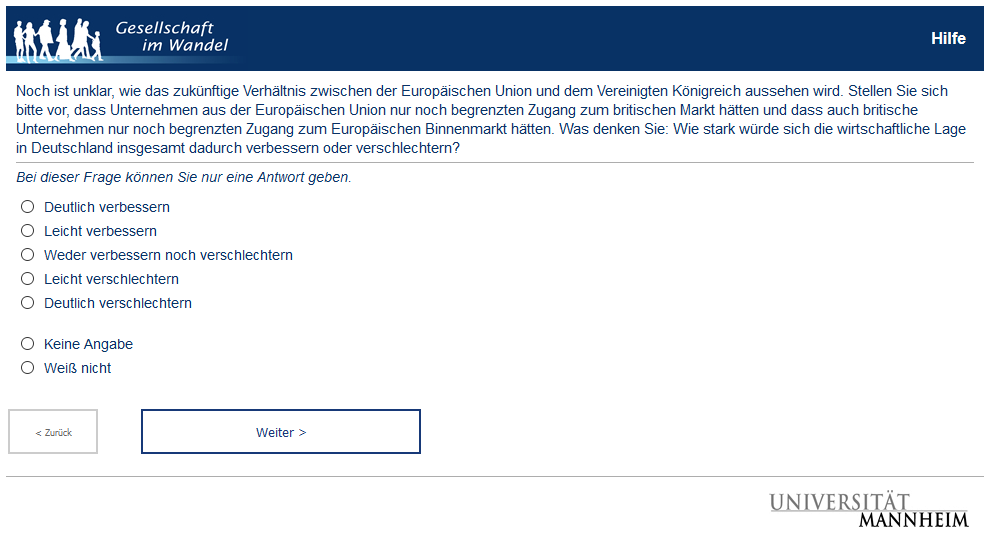 Gesellschaft
im Wandel
Hilfe
Noch ist unklar, wie das zukünftige Verhältnis zwischen der Europäischen Union und dem Vereinigten Königreich aussehen wird. Stellen Sie sich
bitte vor, dass Unternehmen aus der Europäischen Union nur noch begrenzten Zugang zum britischen Markt hätten und dass auch britische
Unternehmen nur noch begrenzten Zugang zum Europäischen Binnenmarkt hätten. Was denken Sie: Wie stark würde sich die wirtschaftliche Lage
in Deutschland insgesamt dadurch verbessern oder verschlechtern?
Bei dieser Frage können Sie nur eine Antwort geben.
Deutlich verbessern
Leicht verbessern
Weder verbessern noch verschlechtern
Leicht verschlechtern
Deutlich verschlechtern
Keine Angabe
Weiß nicht
< Zurück
Weiter >
UNIVERSITÄT
MANNHEIM